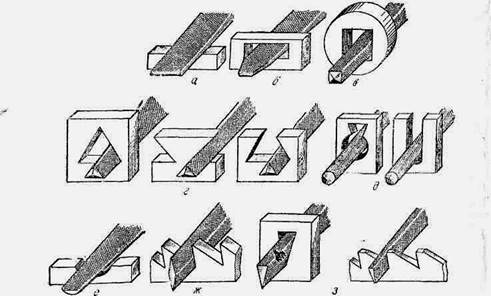 а б в
г д
е ж з